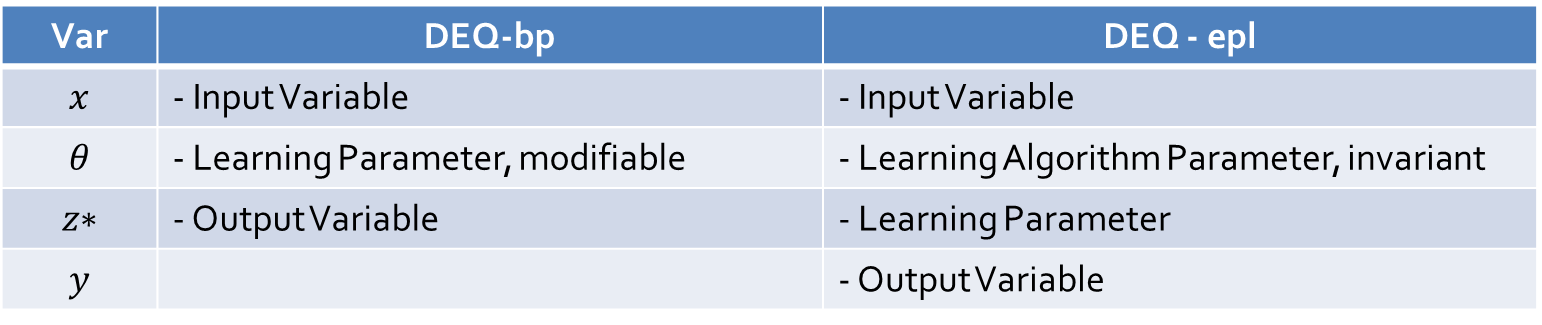 Var DEQ-bp DEQ - epl
x - Input Variable - Input Variable
θ - Learning Parameter, modifiable - Learning Algorithm Parameter, invariant
z* - Output Variable - Learning Parameter
y - Output Variable